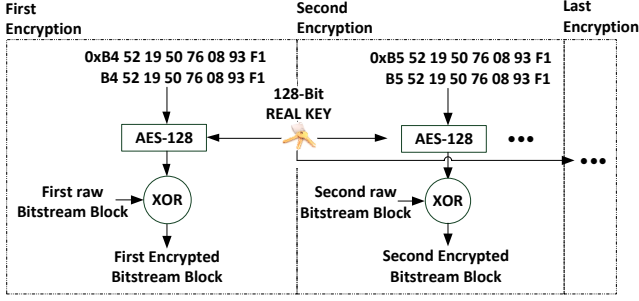 First
Encryption
0xB4 52 19 50 76 08 93 F1
B4 52 19 50 76 08 93 F1
AES-128
First raw
Bitstream Block
XOR
First Encrypted
Bitstream Block
128-Bit
REAL KEY
Second
Encryption
0xB5 52 19 50 76 08 93 F1
B5 52 19 50 76 08 93 F1
AES-128
•••
Second raw
Bitstream Block
XOR
Second Encrypted
Bitstream Block
Last
Encryption
•••